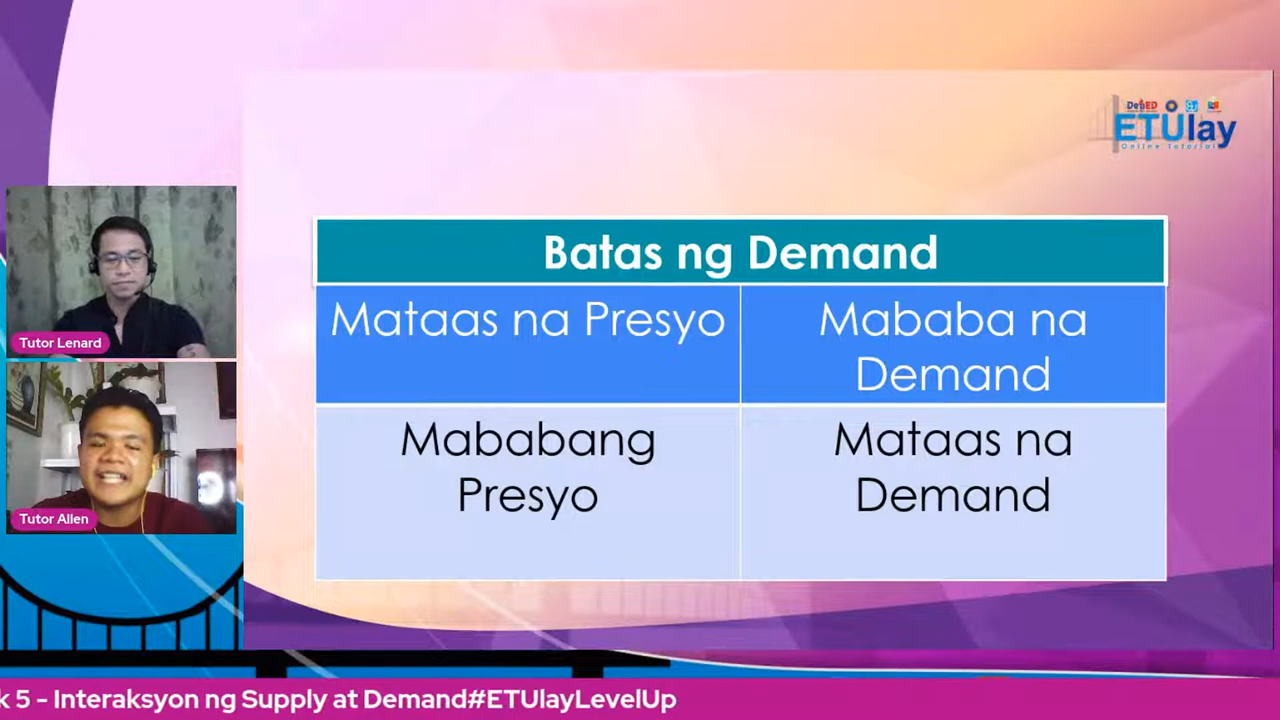 DepED
ETUlay
Online Tutorial
Batas ng Demand
Mataas na Presyo
Mababa na
Demand
Mababang
Presyo
Mataas na
Demand
Tutor Lenard
Tutor Allen
k 5 - Interaksyon ng Supply at Demand#ETUlayLevelUp